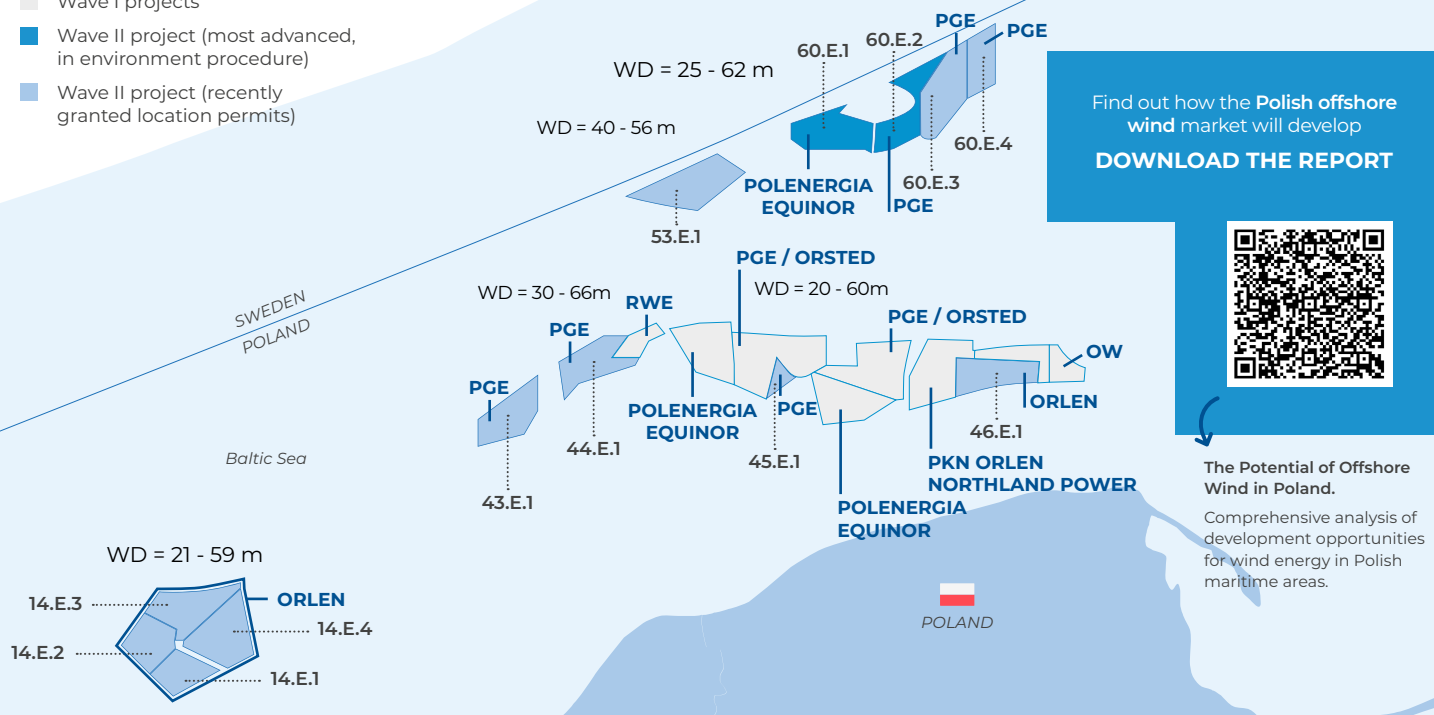 Wave I projects
Wave II project (most advanced,
in environment procedure)
Wave II project (recently
granted location permits)
WD = 25 - 62 m
WD = 40 - 56 m
60.E.1
60.E.2
PGE
PGE
60.E.4
60.E.3
POLENERGIA
EQUINOR
PGE
53.E.1
Find out how the Polish offshore
wind market will develop
DOWNLOAD THE REPORT
SWEDEN
POLAND
PGE / ORSTED
WD = 30 - 66m
RWE
WD = 20 - 60m
PGE
PGE / ORSTED
OW
PGE
POLENERGIA
EQUINOR
PGE
ORLEN
44.E.1
45.E.1
46.E.1
43.E.1
PKN ORLEN
NORTHLAND POWER
POLENERGIA
EQUINOR
Baltic Sea
The Potential of Offshore
Wind in Poland.
Comprehensive analysis of
development opportunities
for wind energy in Polish
maritime areas.
WD = 21 - 59 m
14.E.3
ORLEN
14.E.4
14.E.2
14.E.1
POLAND